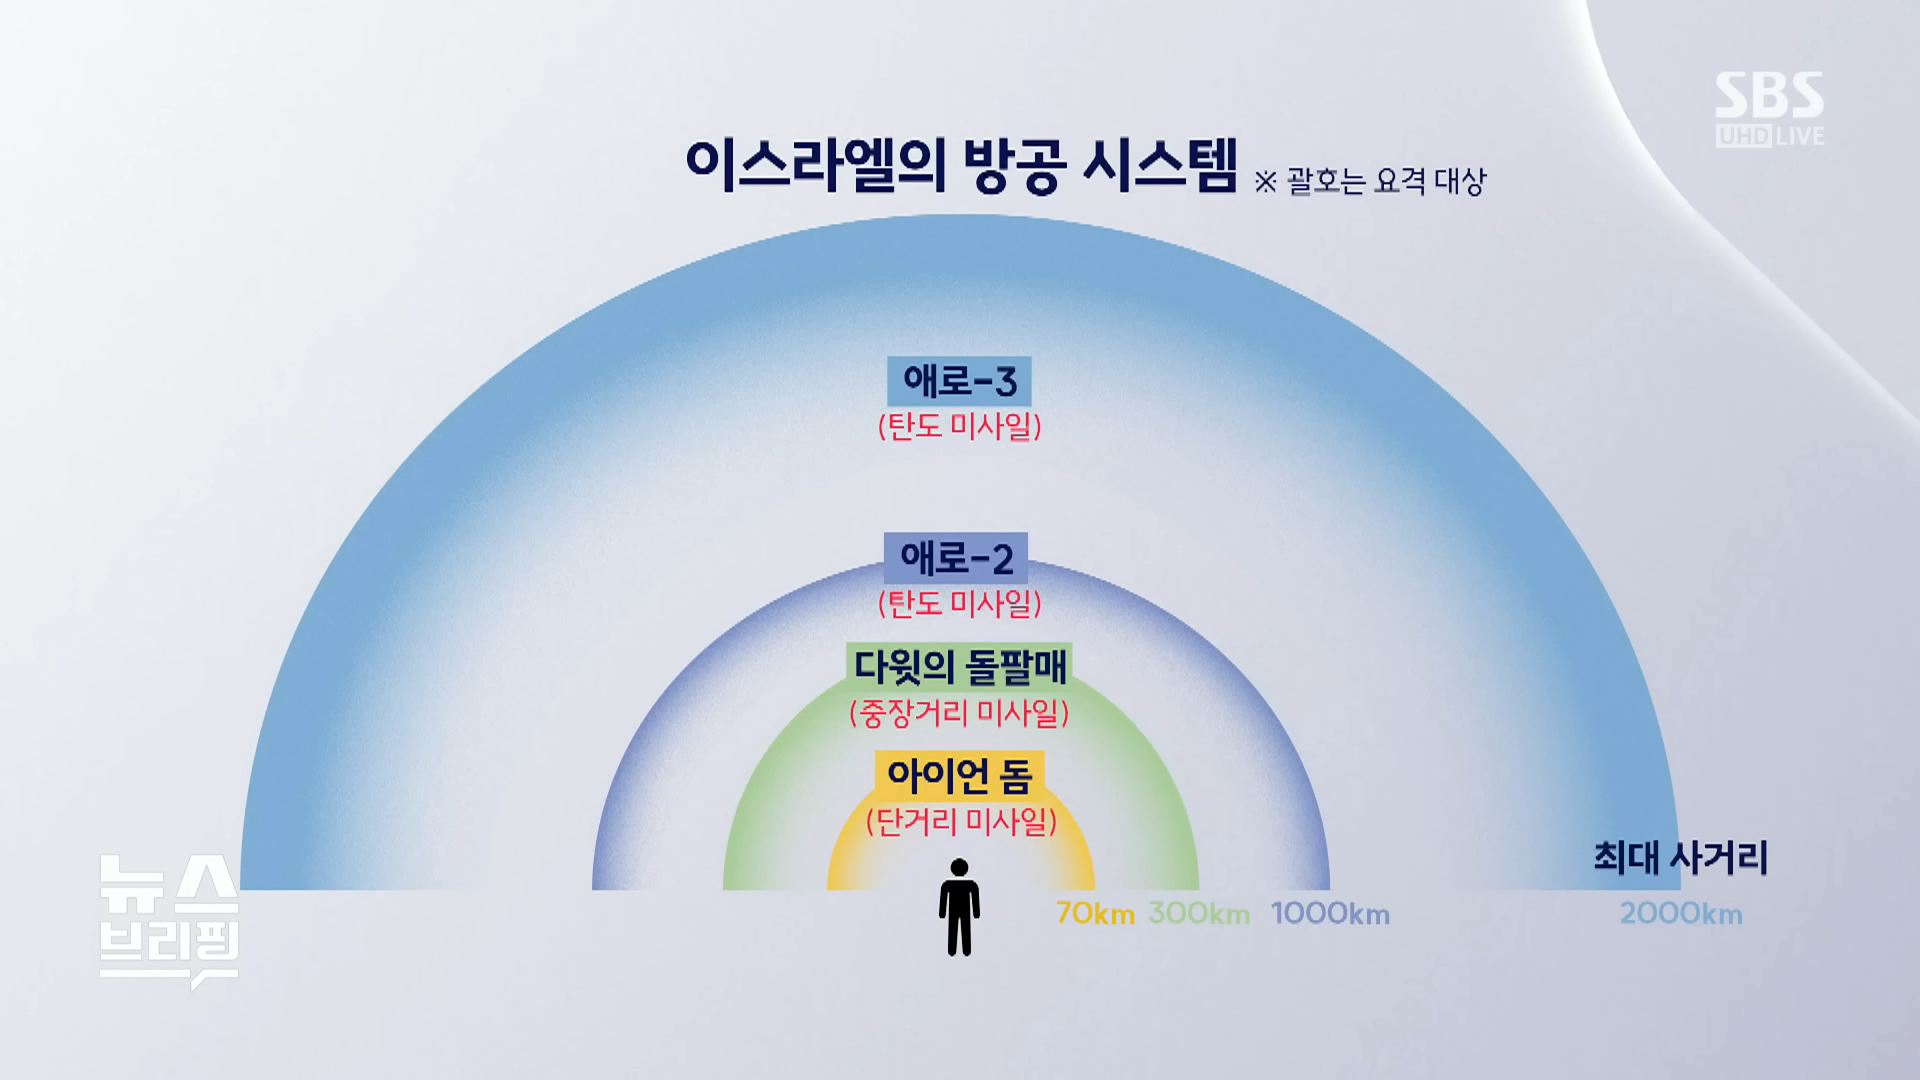 SBS
UHD LIVE
이스라엘의 방공 시스템 ※ 괄호는 요격 대상
애로-3
(탄도 미사일)
애로-2
(탄도 미사일)
다윗의 돌팔매
(중장거리 미사일)
아이언 돔
(단거리 미사일)
최대 사거리
70km 300km 1000km 2000km
뉴스
브리핑